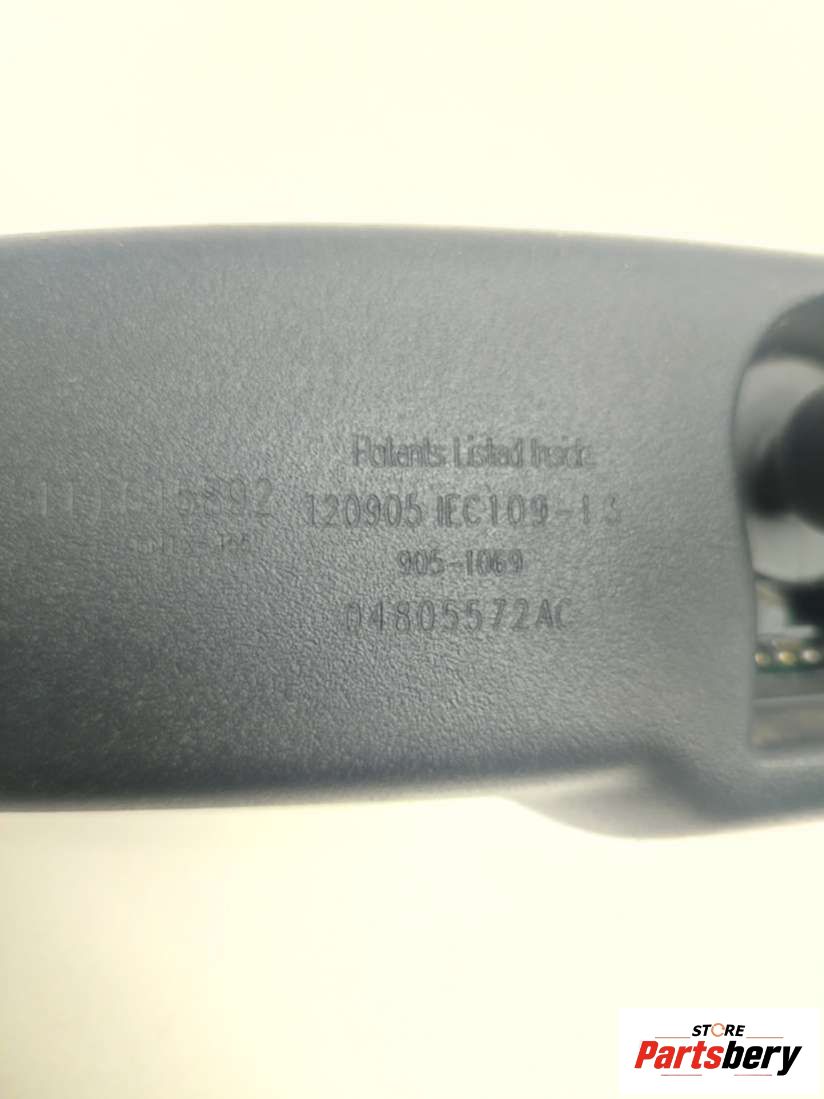 Patents Listed Inside
120905 IEC109-13
905-1069
04805572AC
STORE
Partsbery